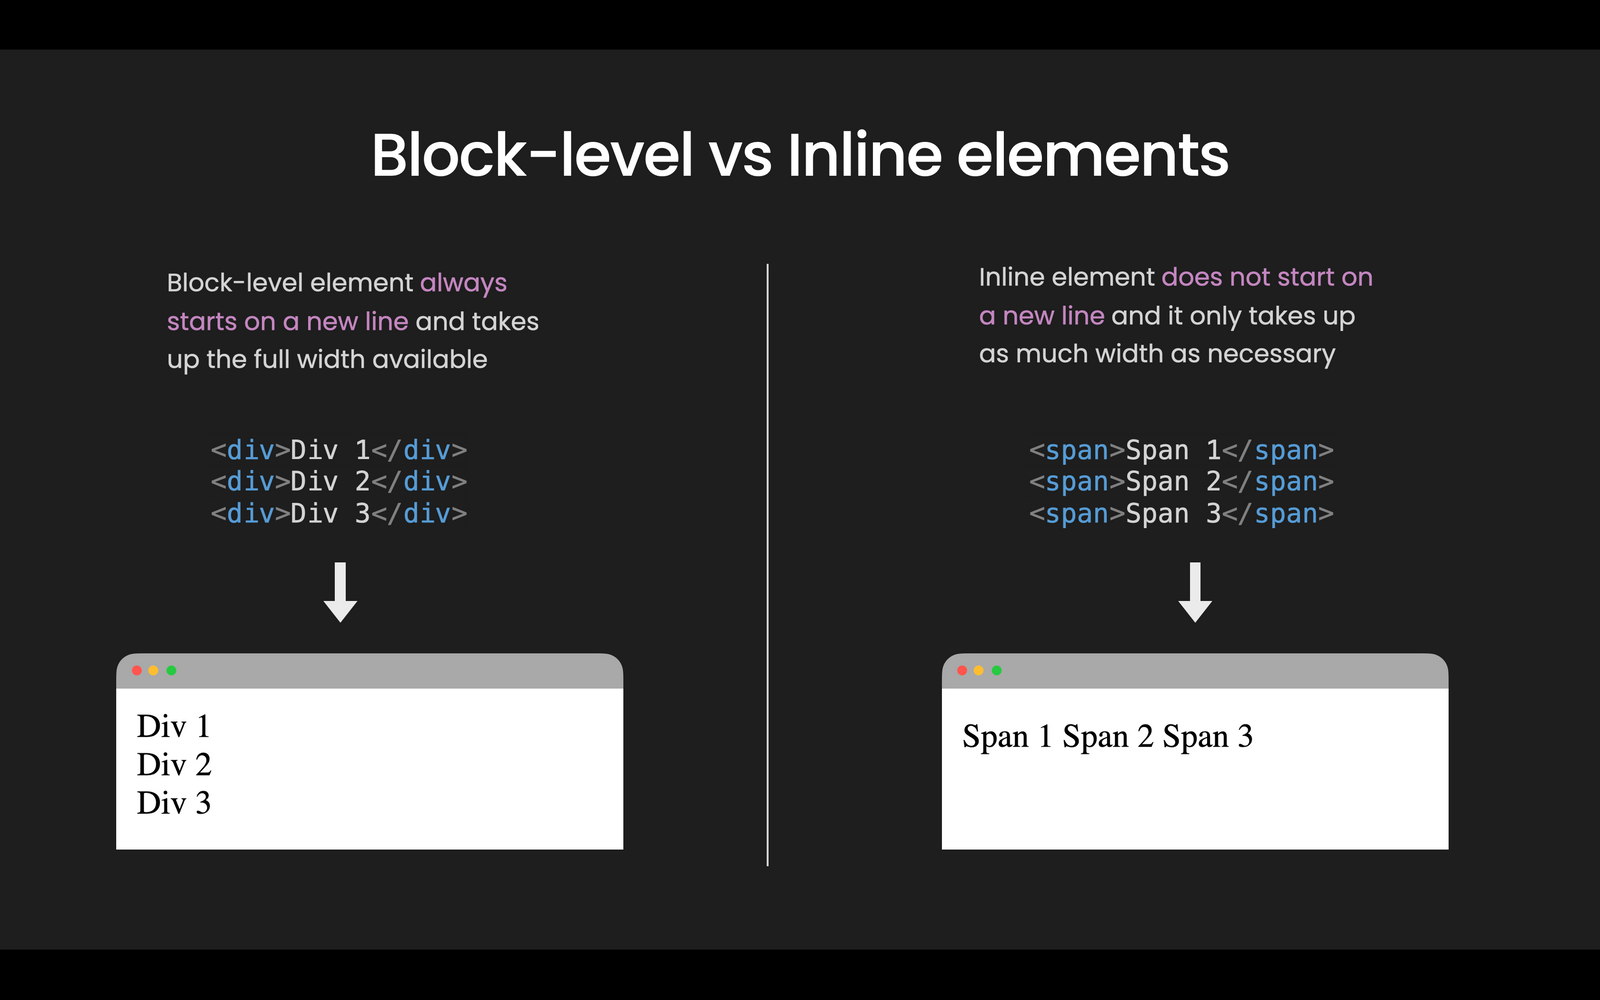 Block-level vs Inline elements
Block-level element always
starts on a new line and takes
up the full width available
<div>Div 1</div>
<div>Div 2</div>
<div>Div 3</div>
Div 1
Div 2
Div 3
Inline element does not start on
a new line and it only takes up
as much width as necessary
<span>Span 1</span>
<span>Span 2</span>
<span>Span 3</span>
Span 1 Span 2 Span 3